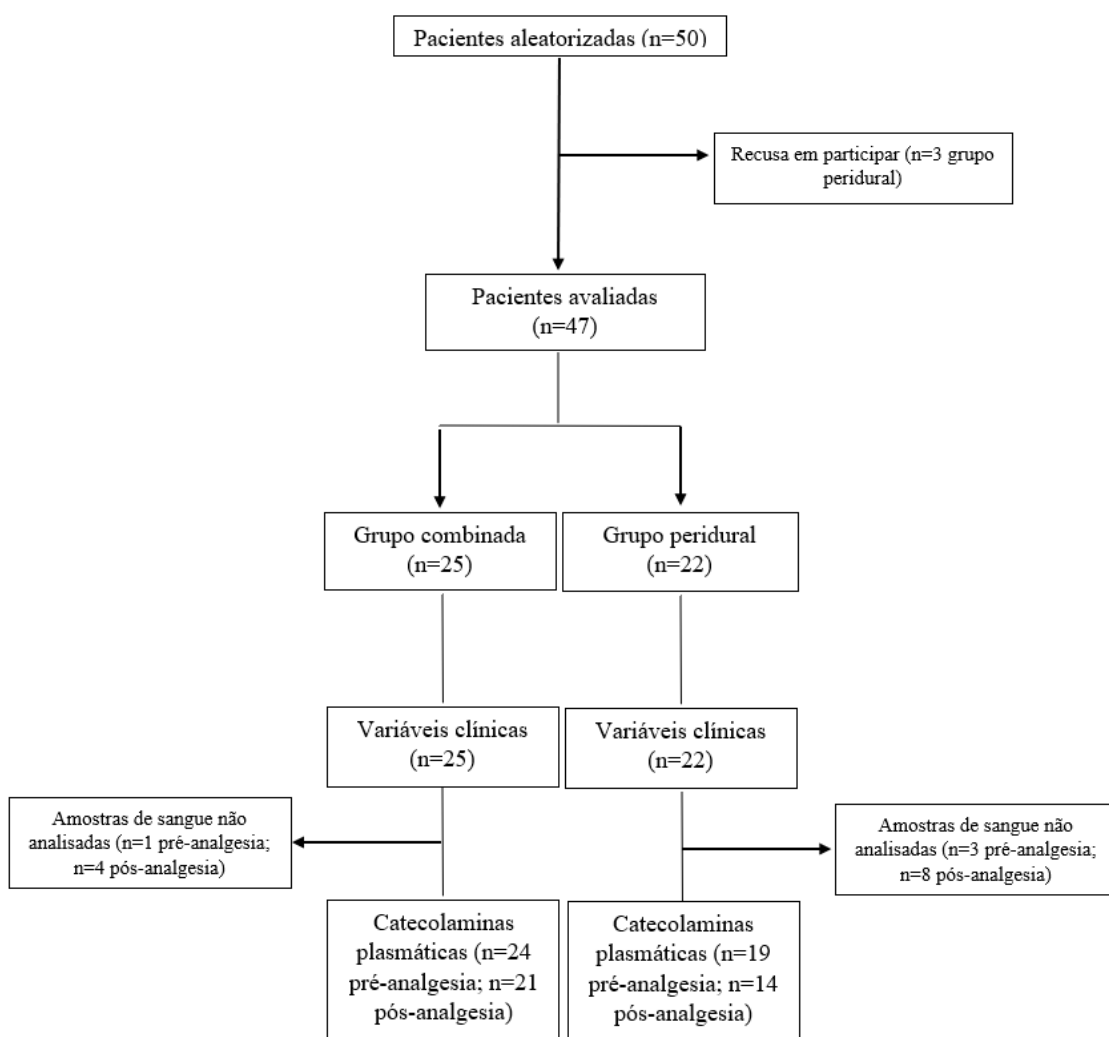 Pacientes aleatorizadas (n=50)
Recusa em participar (n=3 grupo
peridural)
Pacientes avaliadas
(n=47)
Grupo combinada
(n=25)
Grupo peridural
(n=22)
Variáveis clínicas
(n=25)
Variáveis clínicas
(n=22)
Amostras de sangue não
analisadas (n=1 pré-analgesia;
n=4 pós-analgesia)
Amostras de sangue não
analisadas (n=3 pré-analgesia;
n=8 pós-analgesia)
Catecolaminas
plasmáticas (n=24
pré-analgesia; n=21
pós-analgesia)
Catecolaminas
plasmáticas (n=19
pré-analgesia; n=14
pós-analgesia)